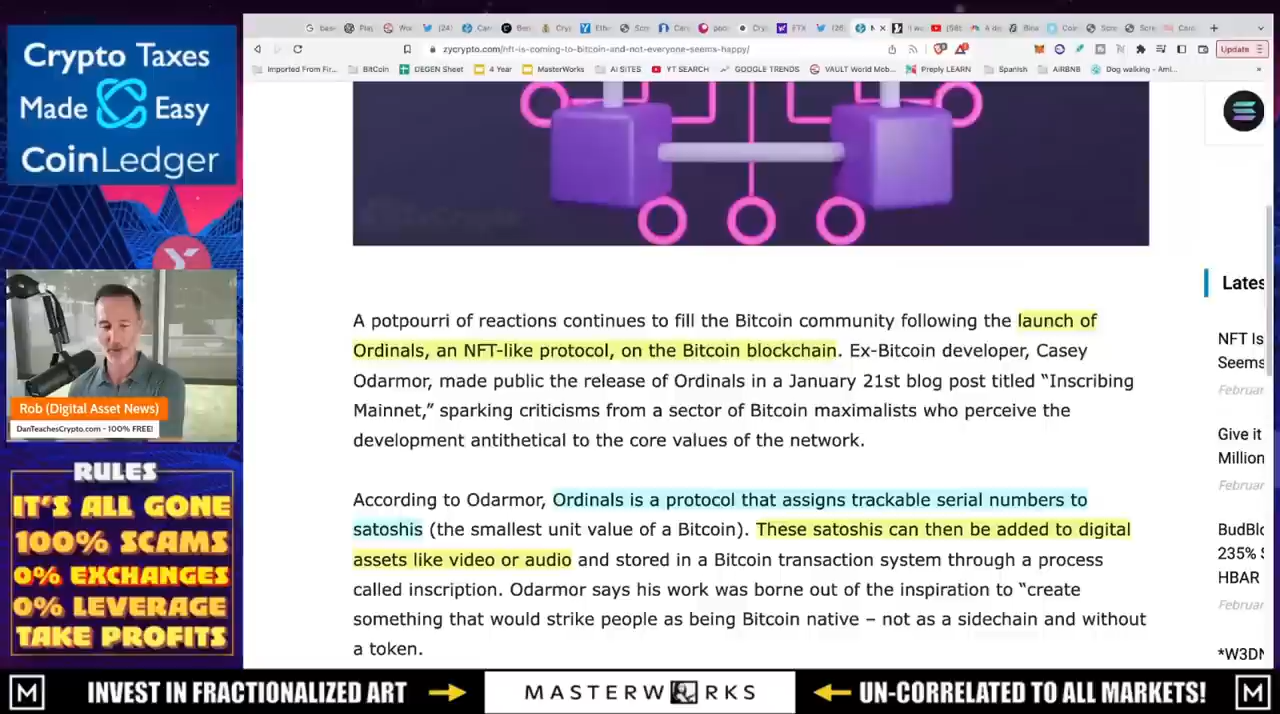 Crypto Taxes
Made Easy
CoinLedger
Rob (Digital Asset News)
DanTeachesCrypto.com - 100% FREE!
RULES
IT'S ALL GONE
100% SCAMS
0% EXCHANGES
0% LEVERAGE
TAKE PROFITS
zycrypto.com/nft-is-coming-to-bitcoin-and-not-everyone-seems-happy/
Update
Imported From Fir... BITCoin DEGEN Sheet 4 Year MasterWorks AI SITES YT SEARCH GOOGLE TRENDS VAULT World Mob... Preply LEARN Spanish AIRBNB Dog walking - Ami...
A potpourri of reactions continues to fill the Bitcoin community following the launch of
Ordinals, an NFT-like protocol, on the Bitcoin blockchain. Ex-Bitcoin developer, Casey
Odarmor, made public the release of Ordinals in a January 21st blog post titled “Inscribing
Mainnet,” sparking criticisms from a sector of Bitcoin maximalists who perceive the
development antithetical to the core values of the network.
According to Odarmor, Ordinals is a protocol that assigns trackable serial numbers to
satoshis (the smallest unit value of a Bitcoin). These satoshis can then be added to digital
assets like video or audio and stored in a Bitcoin transaction system through a process
called inscription. Odarmor says his work was borne out of the inspiration to “create
something that would strike people as being Bitcoin native – not as a sidechain and without
a token.
Lates
NFT Is
Seems
Februar
Give it
Million
Februar
BudBlo
235% S
HBAR
Februar
*W3DN
M INVEST IN FRACTIONALIZED ART MASTERWORKS UN-CORRELATED TO ALL MARKETS! M